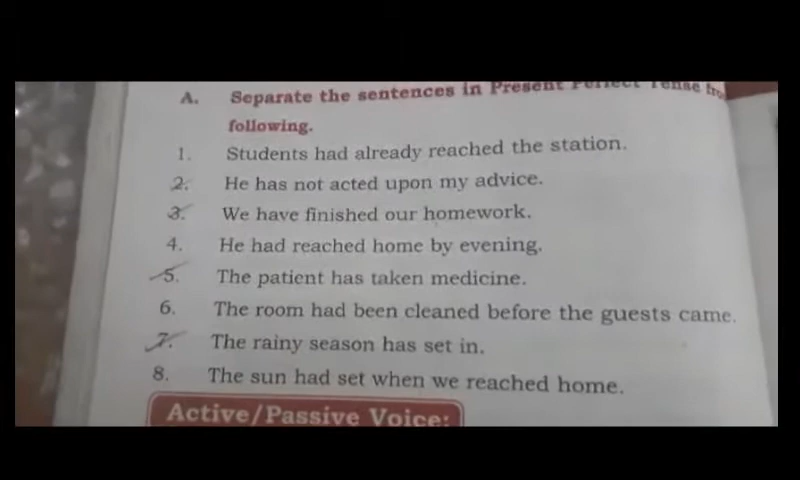 A. Separate the sentences in Present Perfect Tense
following.
1. Students had already reached the station.
2. He has not acted upon my advice.
3. We have finished our homework.
4. He had reached home by evening.
5. The patient has taken medicine.
6. The room had been cleaned before the guests came.
7. The rainy season has set in.
8. The sun had set when we reached home.
Active/Passive Voice: